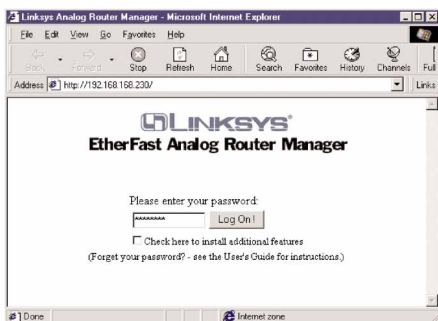 Linksys Analog Router Manager - Microsoft Internet Explorer
File Edit View Go Favorites Help
Back Forward Stop Refresh Home Search Favorites History Channels Full
Address http://192.168.168.230/ Links
LINKSYS®
EtherFast Analog Router Manager
Please enter your password:
******** Log On !
Check here to install additional features
(Forget your password? - see the User's Guide for instructions.)
Done Internet zone